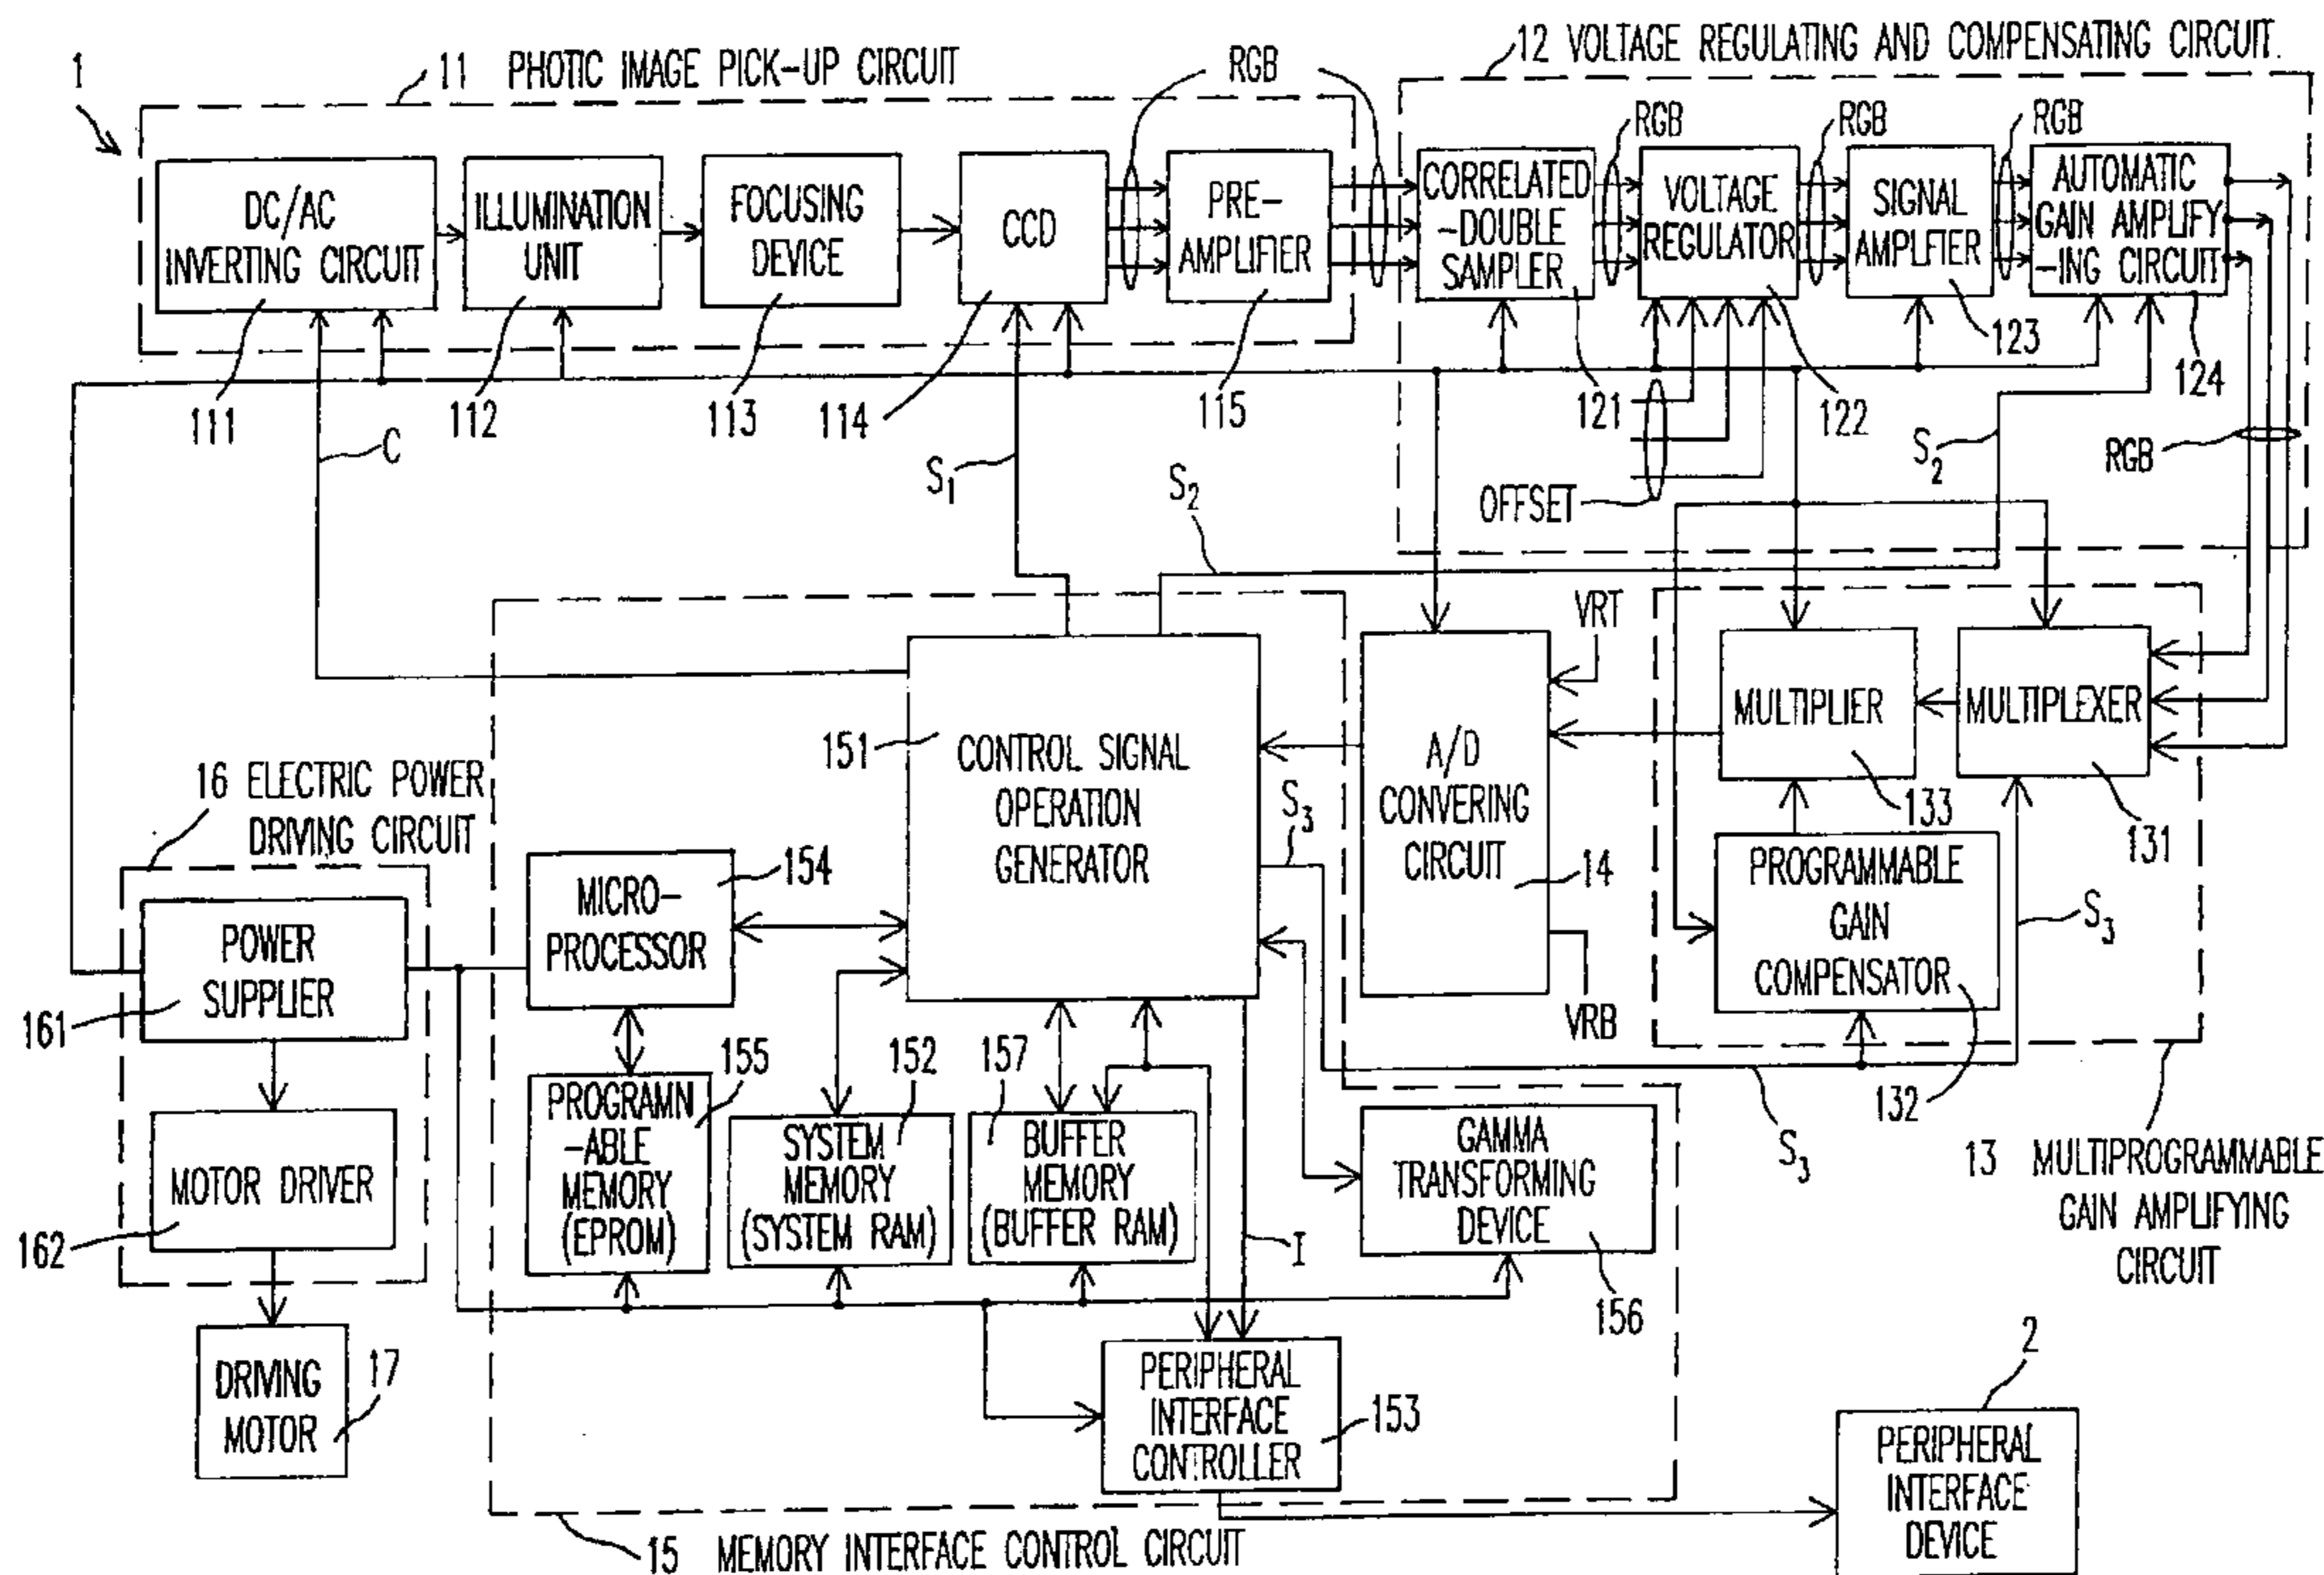 1
11 PHOTIC IMAGE PICK-UP CIRCUIT
RGB
12 VOLTAGE REGULATING AND COMPENSATING CIRCUIT.
RGB
RGB
RGB
DC/AC
INVERTING CIRCUIT
ILLUMINATION
UNIT
FOCUSING
DEVICE
CCD
PRE-
AMPLIFIER
CORRELATED
-DOUBLE
SAMPLER
VOLTAGE
REGULATOR
SIGNAL
AMPLFIER
AUTOMATIC
GAIN AMPLIFY
-ING CIRCUIT
111
112
113
114
115
121
122
123
124
C
S1
S2
OFFSET
S2
RGB
VRT
151
CONTROL SIGNAL
OPERATION
GENERATOR
A/D
CONVERING
CIRCUIT
14
VRB
MULTIPLIER
133
MULTIPLEXER
131
S3
PROGRAMMABLE
GAIN
COMPENSATOR
132
S3
S3
13 MULTIPROGRAMMABLE
GAIN AMPLIFYING
CIRCUIT
16 ELECTRIC POWER
DRIVING CIRCUIT
POWER
SUPPLIER
161
MOTOR DRIVER
162
DRIVING
MOTOR
17
MICRO-
PROCESSOR
154
155
PROGRAMN
-ABLE
MEMORY
(EPROM)
152
SYSTEM
MEMORY
(SYSTEM RAM)
157
BUFFER
MEMORY
(BUFFER RAM)
I
GAMMA
TRANSFORMING
DEVICE
156
PERIPHERAL
INTERFACE
CONTROLLER
153
2
PERIPHERAL
INTERFACE
DEVICE
15 MEMORY INTERFACE CONTROL CIRCUIT